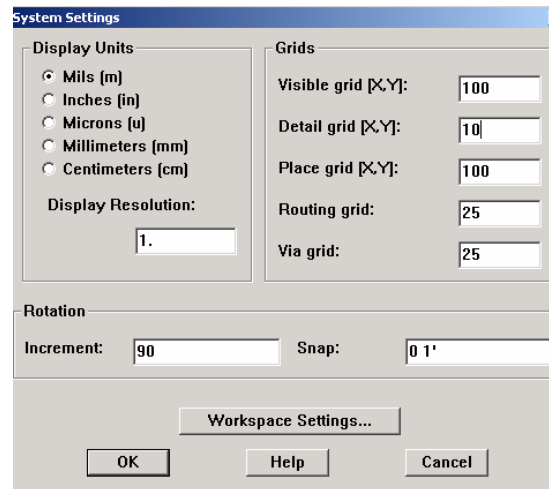 System Settings
Display Units
Mils (m)
Inches (in)
Microns (u)
Millimeters (mm)
Centimeters (cm)
Display Resolution:
1.
Grids
Visible grid [X,Y]: 100
Detail grid [X,Y]: 10
Place grid [X,Y]: 100
Routing grid: 25
Via grid: 25
Rotation
Increment: 90 Snap: 0 1'
Workspace Settings...
OK Help Cancel